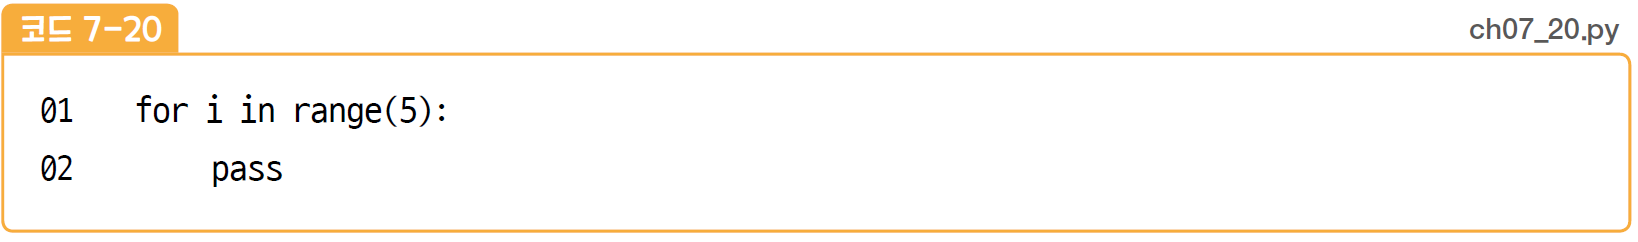 코드 7-20
ch07_20.py
01 for i in range(5):
02 pass